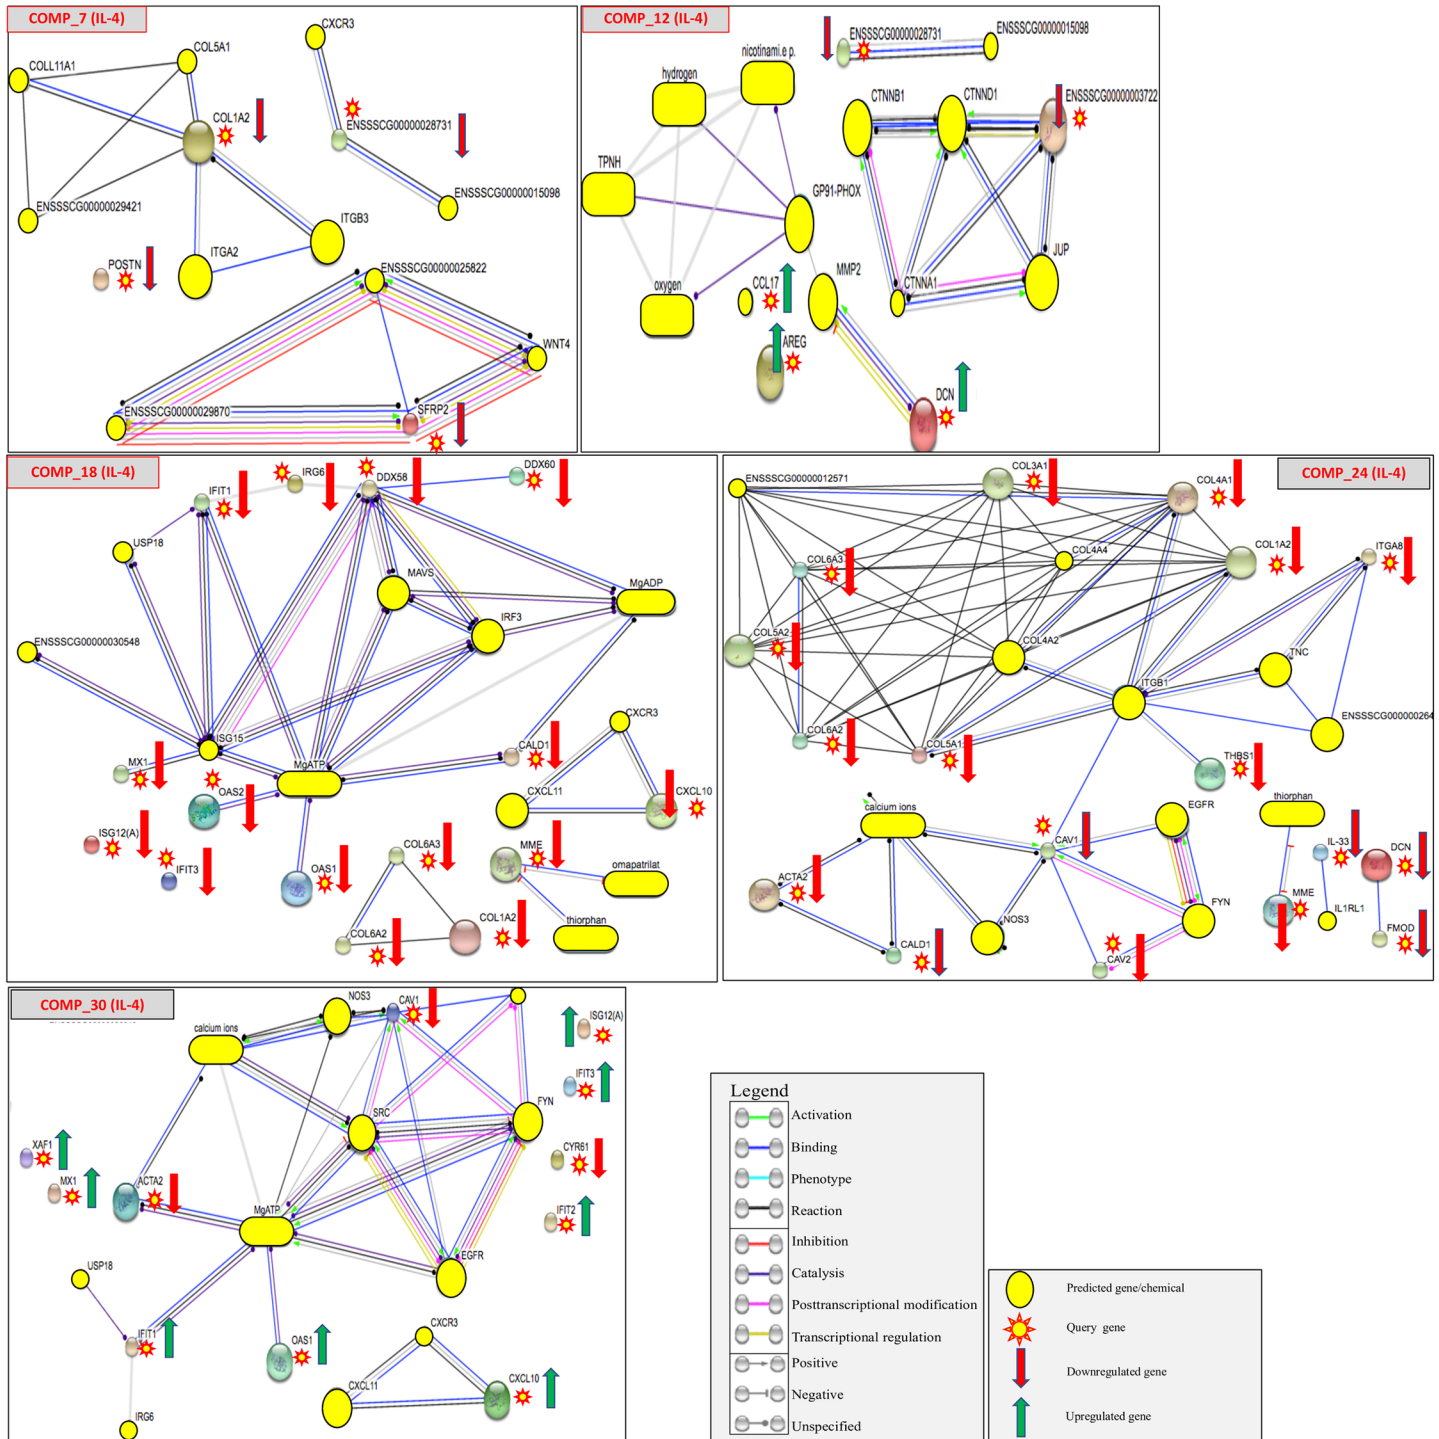 COMP_7 (IL-4)
CXCR3
COL5A1
COLL11A1
COL1A2
ENSSSCG00000028731
ENSSSCG00000015098
ENSSSCG00000029421
ITGB3
ITGA2
POSTN
ENSSSCG00000025822
WNT4
ENSSSCG00000029870
SFRP2
COMP_12 (IL-4)
ENSSSCG00000028731
ENSSSCG00000015098
nicotinami.e p.
hydrogen
CTNNB1
CTNND1
ENSSSCG00000003722
TPNH
GP91-PHOX
JUP
MMP2
CTNNA1
CCL17
oxygen
AREG
DCN
COMP_18 (IL-4)
IRG6
DDX58
DDX60
IFIT1
USP18
MAVS
MgADP
IRF3
ENSSSCG00000030548
CXCR3
ISG15
CALD1
MgATP
MX1
OAS2
CXCL11
CXCL10
ISG12(A)
IFIT3
OAS1
COL6A3
MME
omapatrilat
COL1A2
COL6A2
thiorphan
COMP_24 (IL-4)
COL3A1
ENSSSCG00000012571
COL4A1
COL6A3
COL4A4
COL1A2
ITGA8
COL5A2
COL4A2
TNC
ITGB1
ENSSSCG000000264
COL6A2
COL5A1
THBS1
thiorphan
EGFR
calcium ions
CAV1
IL-33
DCN
ACTA2
MME
IL1RL1
NOS3
FYN
FMOD
CALD1
CAV2
COMP_30 (IL-4)
NOS3
CAV1
ISG12(A)
calcium ions
IFIT3
SRC
FYN
XAF1
CYR61
MX1
ACTA2
MgATP
IFIT2
EGFR
USP18
IFIT1
OAS1
CXCR3
CXCL11
CXCL10
IRG6
Legend
Activation
Binding
Phenotype
Reaction
Inhibition
Catalysis
Posttranscriptional modification
Transcriptional regulation
Positive
Negative
Unspecified
Predicted gene/chemical
Query gene
Downregulated gene
Upregulated gene